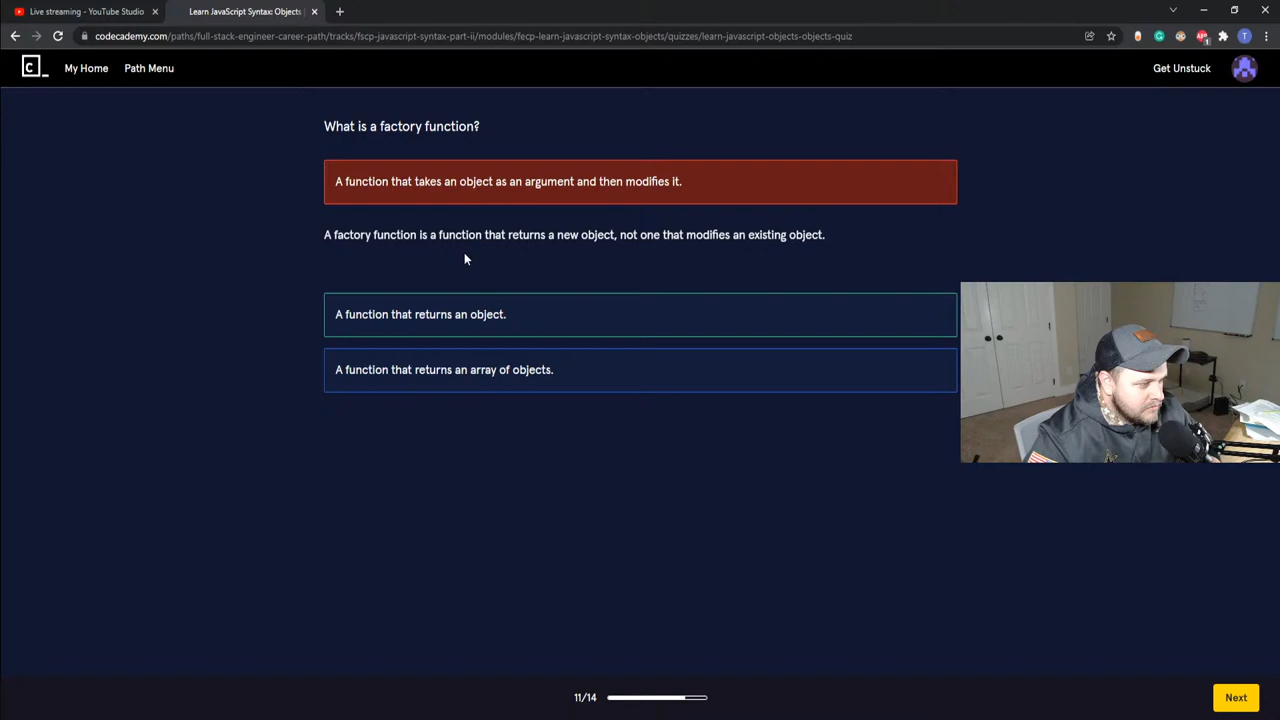 Live streaming - YouTube Studio
Learn JavaScript Syntax: Objects
codecademy.com/paths/full-stack-engineer-career-path/tracks/fscp-javascript-syntax-part-ii/modules/fecp-learn-javascript-syntax-objects/quizzes/learn-javascript-objects-objects-quiz
ABP
1
T
C_
My Home
Path Menu
Get Unstuck
What is a factory function?
A function that takes an object as an argument and then modifies it.
A factory function is a function that returns a new object, not one that modifies an existing object.
A function that returns an object.
A function that returns an array of objects.
11/14
Next